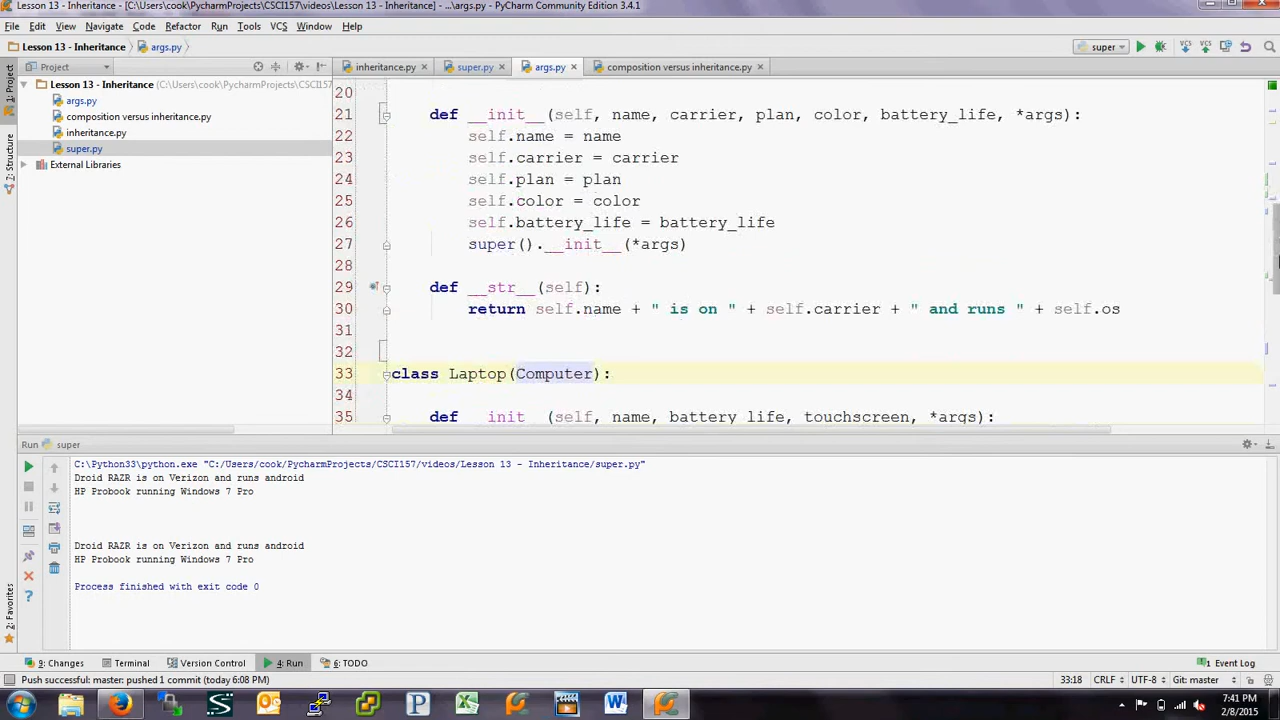 Lesson 13 - Inheritance - [C:\Users\cook\PycharmProjects\CSCI157\videos\Lesson 13 - Inheritance] - ...\args.py - PyCharm Community Edition 3.4.1
File Edit View Navigate Code Refactor Run Tools VCS Window Help
Lesson 13 - Inheritance args.py super
Project inheritance.py super.py args.py composition versus inheritance.py
1: Project
Lesson 13 - Inheritance (C:\Users\cook\PycharmProjects\CSCI157
args.py
composition versus inheritance.py
inheritance.py
super.py
External Libraries
Structure
20
21 def __init__(self, name, carrier, plan, color, battery_life, *args):
22 self.name = name
23 self.carrier = carrier
24 self.plan = plan
25 self.color = color
26 self.battery_life = battery_life
27 super().__init__(*args)
28
29 def __str__(self):
30 return self.name + " is on " + self.carrier + " and runs " + self.os
31
32
33 class Laptop(Computer):
34
35 def __init__(self, name, battery_life, touchscreen, *args):
Run super
C:\Python33\python.exe "C:/Users/cook/PycharmProjects/CSCI157/videos/Lesson 13 - Inheritance/super.py"
Droid RAZR is on Verizon and runs android
HP Probook running Windows 7 Pro
Droid RAZR is on Verizon and runs android
HP Probook running Windows 7 Pro
Process finished with exit code 0
2: Favorites
9: Changes Terminal Version Control 4: Run 6: TODO 1 Event Log
Push successful: master: pushed 1 commit (today 6:08 PM) 33:18 CRLF UTF-8 Git: master
7:41 PM
2/8/2015